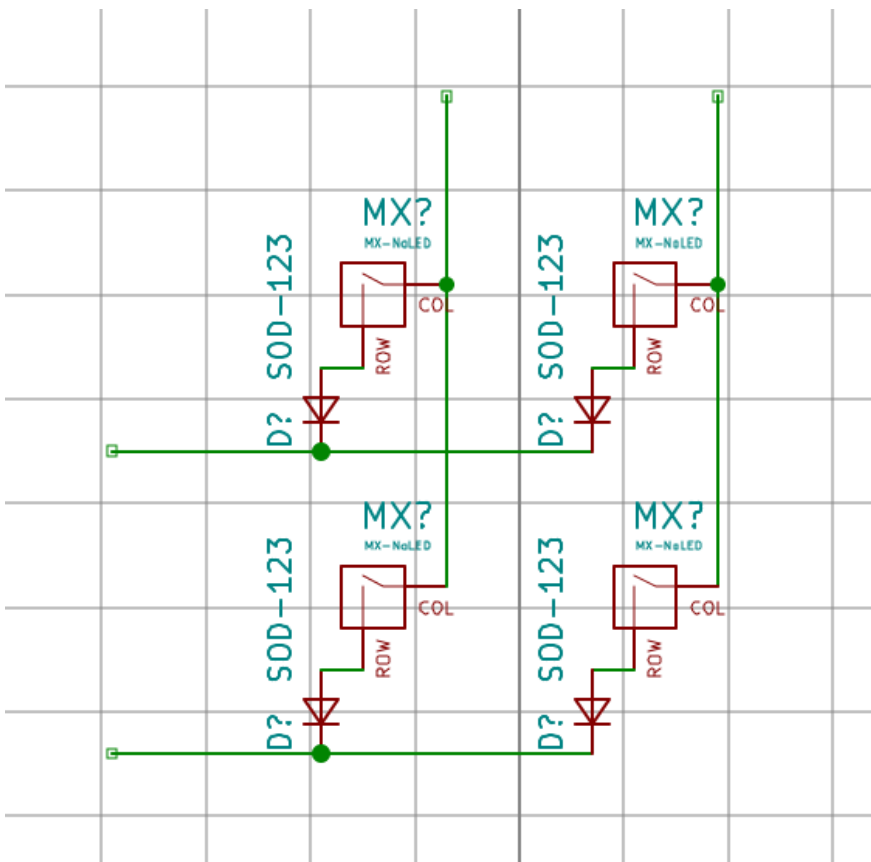 MX?
MX-NoLED
SOD-123
COL
ROW
D?
MX?
MX-NoLED
SOD-123
COL
ROW
D?
MX?
MX-NoLED
SOD-123
COL
ROW
D?
MX?
MX-NoLED
SOD-123
COL
ROW
D?